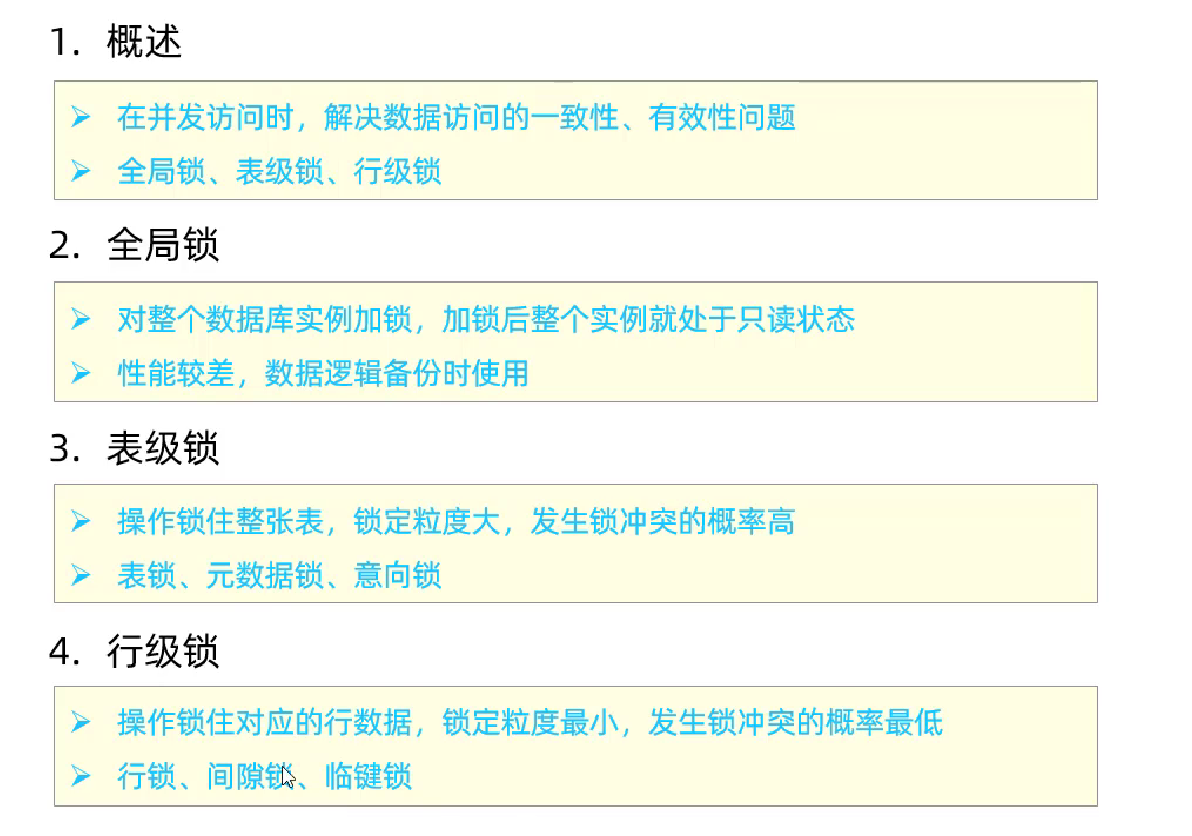 1. 概述
在并发访问时，解决数据访问的一致性、有效性问题
全局锁、表级锁、行级锁
2. 全局锁
对整个数据库实例加锁，加锁后整个实例就处于只读状态
性能较差，数据逻辑备份时使用
3. 表级锁
操作锁住整张表，锁定粒度大，发生锁冲突的概率高
表锁、元数据锁、意向锁
4. 行级锁
操作锁住对应的行数据，锁定粒度最小，发生锁冲突的概率最低
行锁、间隙锁、临键锁